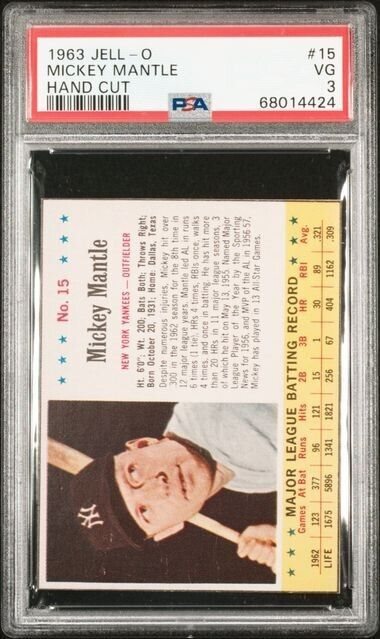 1963 JELL-O #15
MICKEY MANTLE VG
HAND CUT 3
PSA 68014424
No. 15
Mickey Mantle
NEW YORK YANKEES — OUTFIELDER
Ht. 6'0"; Wt. 200; Bats Both; Throws Right;
Born October 20, 1931; Home: Dallas, Texas
Despite numerous injuries, Mickey hit over
.300 in the 1962 season for the 8th time in
12 major league years. Mantle led AL in runs
6 times (1 tie), HRs 4 times, RBIs once, walks
4 times, and once in batting. He has hit more
than 20 HRs in 11 major league seasons, 3
of which he hit on May 13, 1955. Named Major
League Player of the Year by the Sporting
News for 1956, and MVP of the AL in 1956-57,
Mickey has played in 13 All-Star Games.
NY
MAJOR LEAGUE BATTING RECORD
Games At Bat Runs Hits 2B 3B HR RBI Avg.
1962 123 377 96 121 15 1 30 89 .321
LIFE 1675 5896 1341 1821 256 67 404 1162 .309